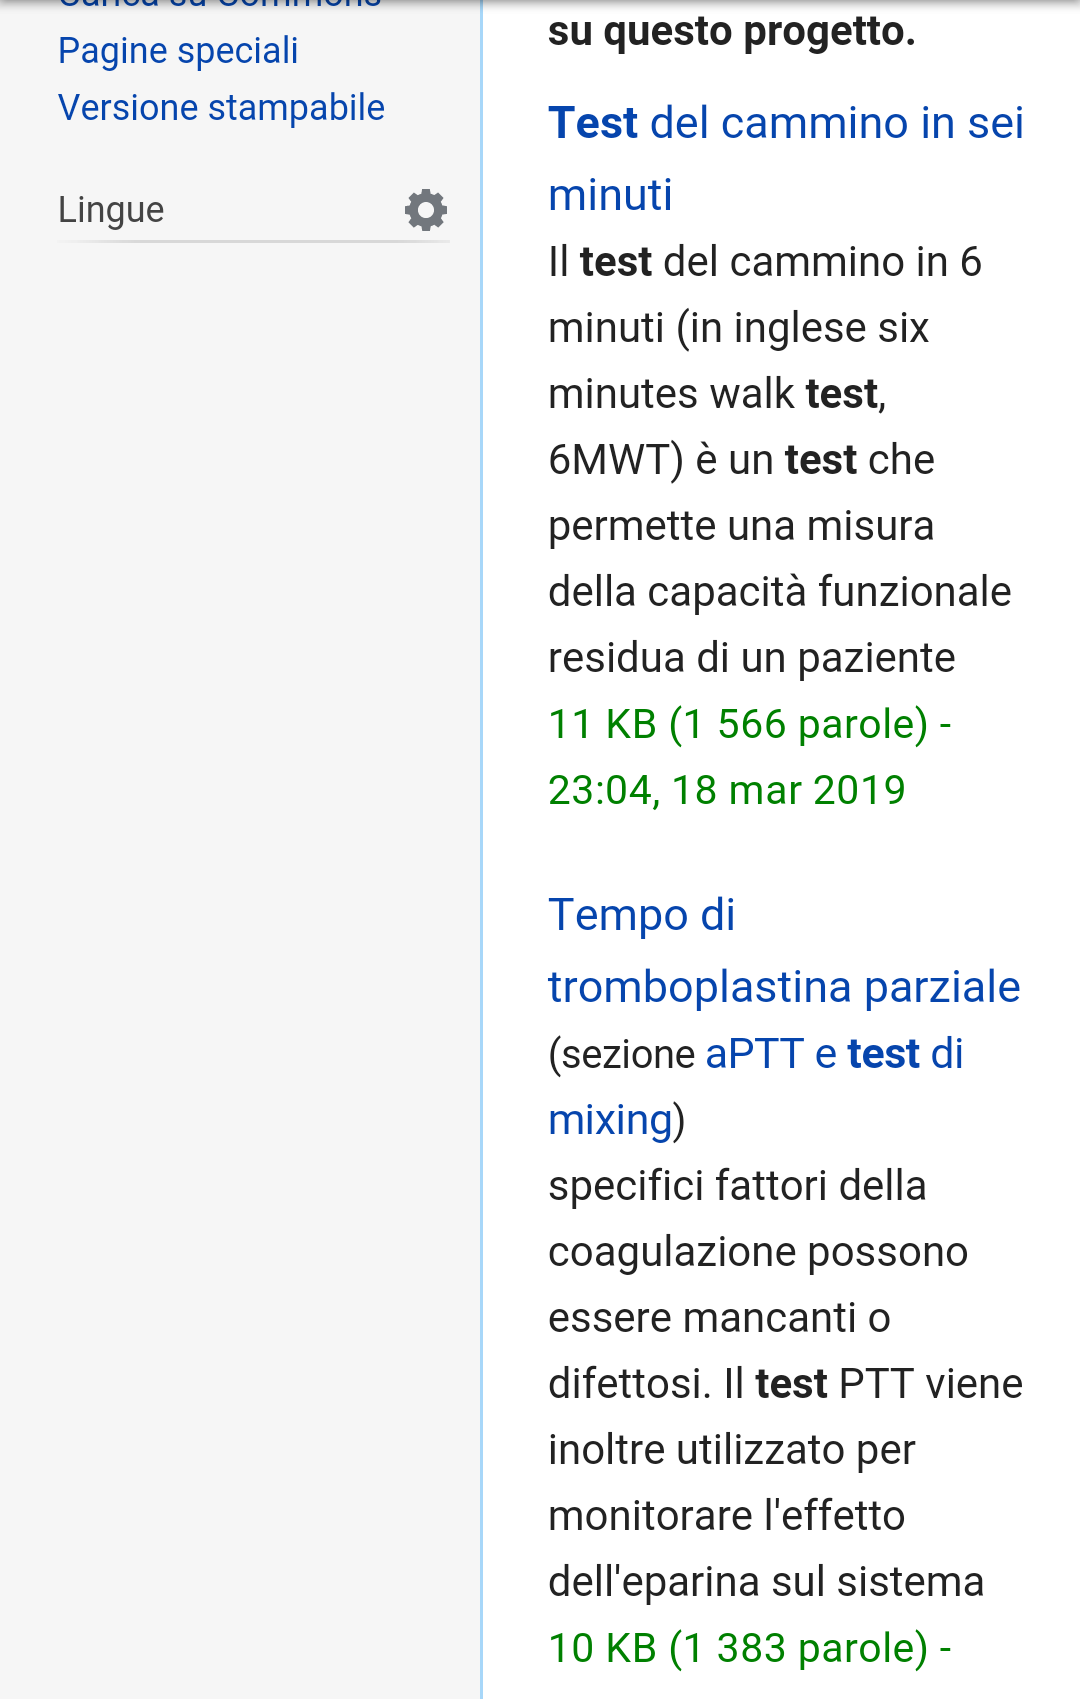 Carica su Commons
Pagine speciali
Versione stampabile
Lingue
su questo progetto.
Test del cammino in sei
minuti
Il test del cammino in 6
minuti (in inglese six
minutes walk test,
6MWT) è un test che
permette una misura
della capacità funzionale
residua di un paziente
11 KB (1 566 parole) -
23:04, 18 mar 2019
Tempo di
tromboplastina parziale
(sezione aPTT e test di
mixing)
specifici fattori della
coagulazione possono
essere mancanti o
difettosi. Il test PTT viene
inoltre utilizzato per
monitorare l'effetto
dell'eparina sul sistema
10 KB (1 383 parole) -